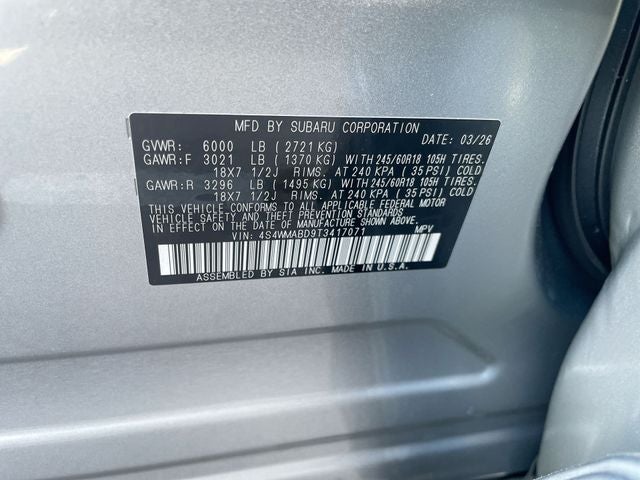 MFD BY SUBARU CORPORATION
DATE: 03/26
GVWR: 6000 LB (2721 KG)
GAWR:F 3021 LB (1370 KG) WITH 245/60R18 105H TIRES.
18X7 1/2J RIMS. AT 240 KPA (35 PSI) COLD
GAWR:R 3296 LB (1495 KG) WITH 245/60R18 105H TIRES.
18X7 1/2J RIMS. AT 240 KPA (35 PSI) COLD
THIS VEHICLE CONFORMS TO ALL APPLICABLE FEDERAL MOTOR
VEHICLE SAFETY AND THEFT PREVENTION STANDARDS
IN EFFECT ON THE DATE OF MANUFACTURE SHOWN ABOVE.
VIN: 4S4WMABD9T3417071 MPV
ASSEMBLED BY SIA INC. MADE IN U.S.A.